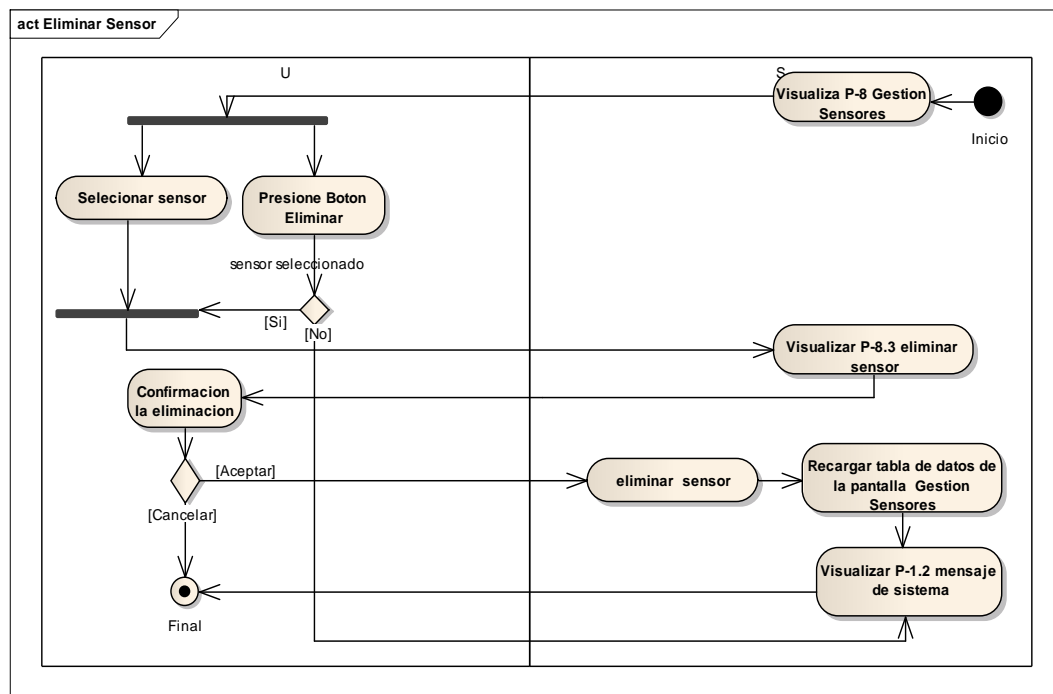 act Eliminar Sensor
U
S
Visualiza P-8 Gestion
Sensores
Inicio
Selecionar sensor
Presione Boton
Eliminar
sensor seleccionado
[Si]
[No]
Visualizar P-8.3 eliminar
sensor
Confirmacion
la eliminacion
[Aceptar]
eliminar sensor
Recargar tabla de datos de
la pantalla Gestion
Sensores
[Cancelar]
Visualizar P-1.2 mensaje
de sistema
Final